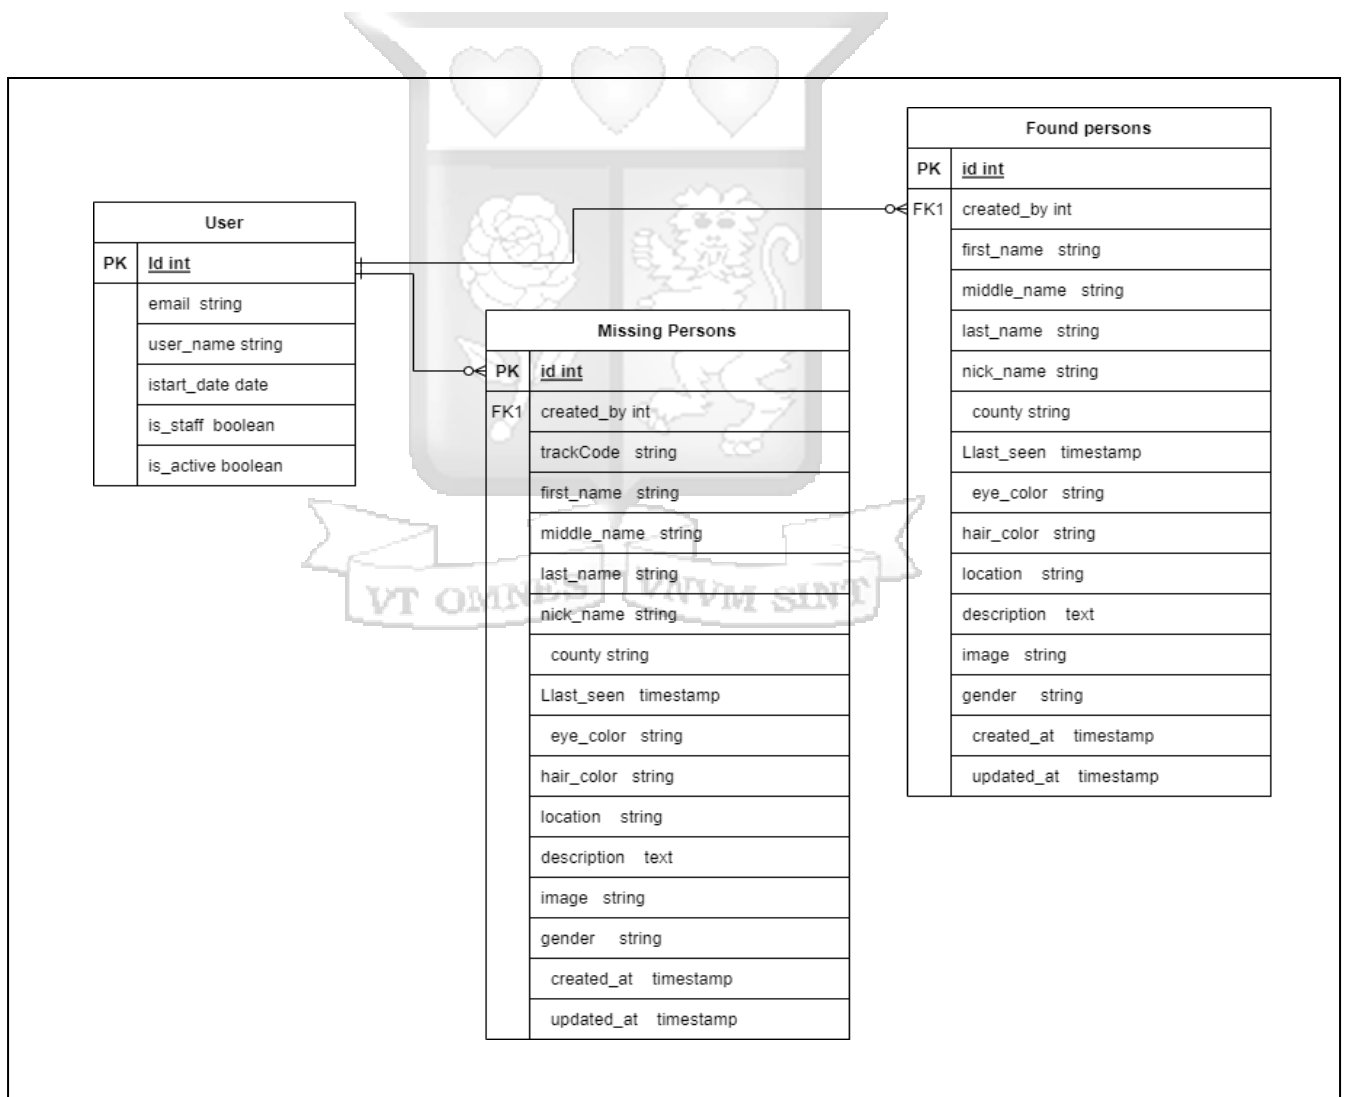 User
PK Id int
email string
user_name string
istart_date date
is_staff boolean
is_active boolean
Missing Persons
PK id int
FK1 created_by int
trackCode string
first_name string
middle_name string
last_name string
nick_name string
county string
Llast_seen timestamp
eye_color string
hair_color string
location string
description text
image string
gender string
created_at timestamp
updated_at timestamp
Found persons
PK id int
FK1 created_by int
first_name string
middle_name string
last_name string
nick_name string
county string
Llast_seen timestamp
eye_color string
hair_color string
location string
description text
image string
gender string
created_at timestamp
updated_at timestamp
VT OMNES VNVM SINT